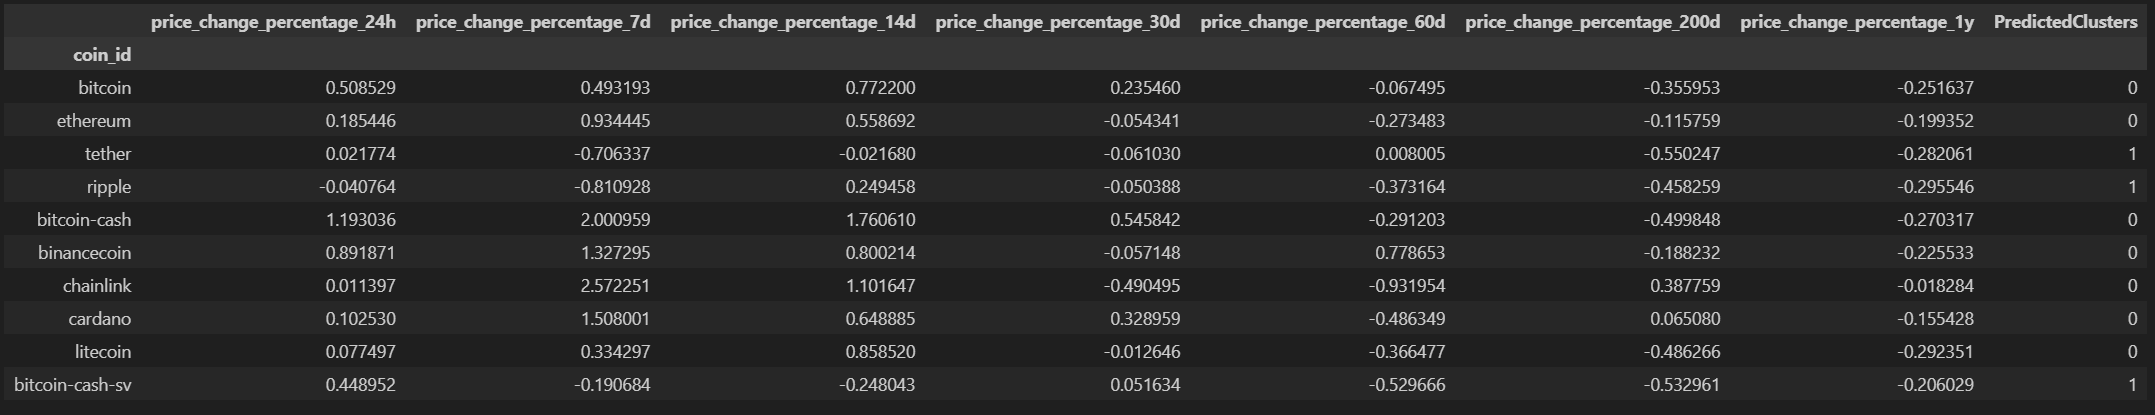 price_change_percentage_24h price_change_percentage_7d price_change_percentage_14d price_change_percentage_30d price_change_percentage_60d price_change_percentage_200d price_change_percentage_1y PredictedClusters
coin_id
bitcoin 0.508529 0.493193 0.772200 0.235460 -0.067495 -0.355953 -0.251637 0
ethereum 0.185446 0.934445 0.558692 -0.054341 -0.273483 -0.115759 -0.199352 0
tether 0.021774 -0.706337 -0.021680 -0.061030 0.008005 -0.550247 -0.282061 1
ripple -0.040764 -0.810928 0.249458 -0.050388 -0.373164 -0.458259 -0.295546 1
bitcoin-cash 1.193036 2.000959 1.760610 0.545842 -0.291203 -0.499848 -0.270317 0
binancecoin 0.891871 1.327295 0.800214 -0.057148 0.778653 -0.188232 -0.225533 0
chainlink 0.011397 2.572251 1.101647 -0.490495 -0.931954 0.387759 -0.018284 0
cardano 0.102530 1.508001 0.648885 0.328959 -0.486349 0.065080 -0.155428 0
litecoin 0.077497 0.334297 0.858520 -0.012646 -0.366477 -0.486266 -0.292351 0
bitcoin-cash-sv 0.448952 -0.190684 -0.248043 0.051634 -0.529666 -0.532961 -0.206029 1